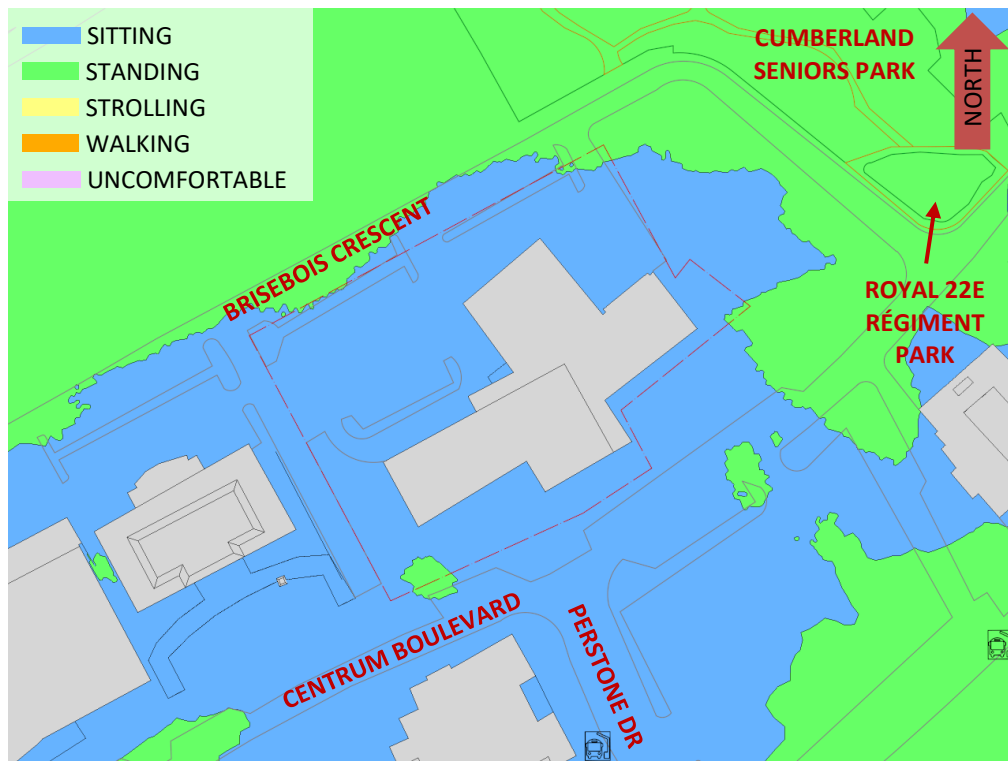 SITTING
STANDING
STROLLING
WALKING
UNCOMFORTABLE
CUMBERLAND
SENIORS PARK
NORTH
BRISEBOIS CRESCENT
ROYAL 22E
RÉGIMENT
PARK
CENTRUM BOULEVARD
PERSTONE DR